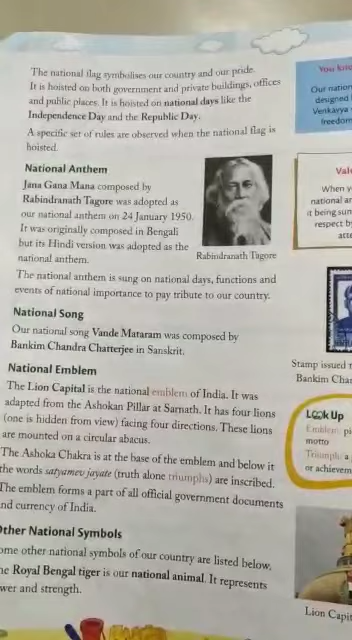 The national flag symbolises our country and our pride.
It is hoisted on both government and private buildings, offices
and public places. It is hoisted on national days like the
Independence Day and the Republic Day.
A specific set of rules are observed when the national flag is
hoisted.
National Anthem
Jana Gana Mana composed by
Rabindranath Tagore was adopted as
our national anthem on 24 January 1950.
It was originally composed in Bengali
but its Hindi version was adopted as the
national anthem.
Rabindranath Tagore
The national anthem is sung on national days, functions and
events of national importance to pay tribute to our country.
National Song
Our national song Vande Mataram was composed by
Bankim Chandra Chatterjee in Sanskrit.
National Emblem
The Lion Capital is the national emblem of India. It was
adapted from the Ashokan Pillar at Sarnath. It has four lions
(one is hidden from view) facing four directions. These lions
are mounted on a circular abacus.
The Ashoka Chakra is at the base of the emblem and below it
the words satyamev jayate (truth alone triumphs) are inscribed.
The emblem forms a part of all official government documents
nd currency of India.
Other National Symbols
ome other national symbols of our country are listed below.
he Royal Bengal tiger is our national animal. It represents
wer and strength.
You kno
Our nation
designed
Venkayya
freedom
Val
When y
national an
it being sun
respect by
atte
Stamp issued
Bankim Cha
Look Up
Emblem: pi
motto
Triumph: a
or achievem
Lion Capi